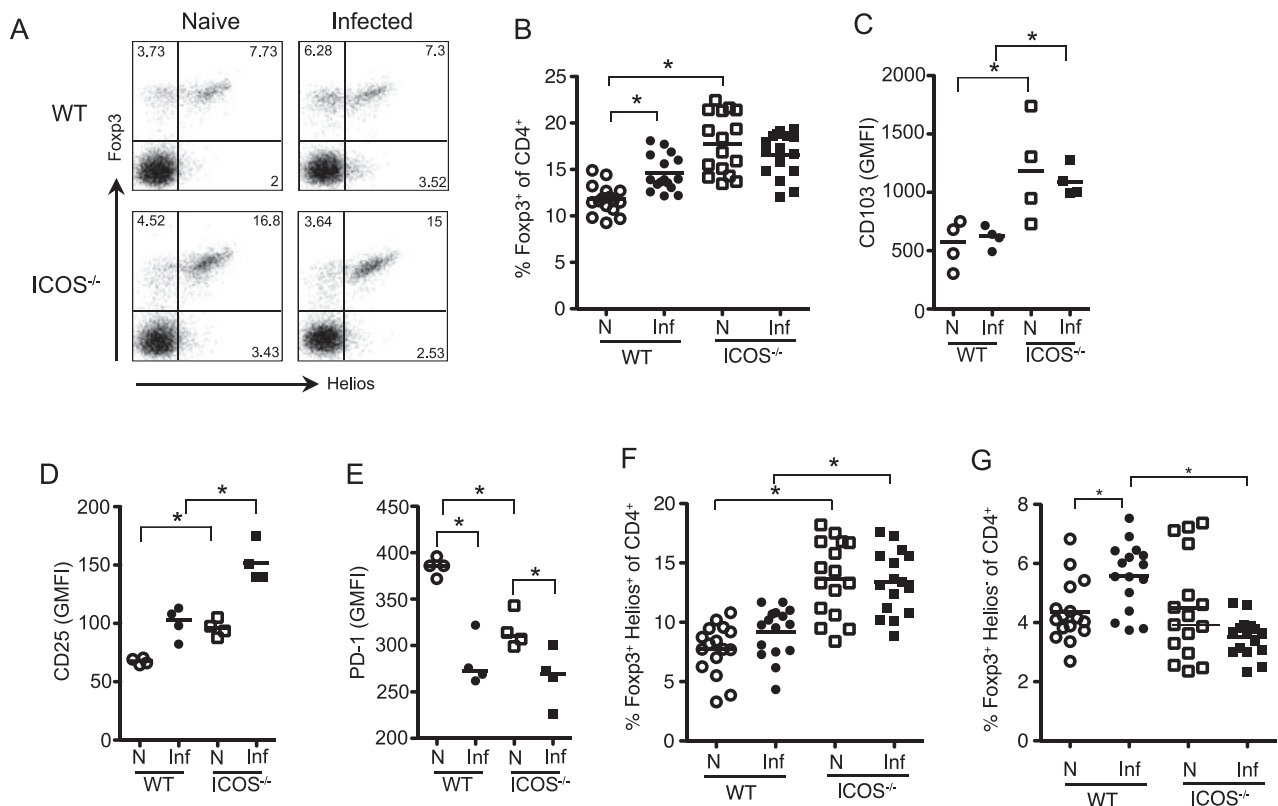 A
Naive
Infected
WT
ICOS-/-
Foxp3
Helios
3.73
7.73
2
6.28
7.3
3.52
4.52
16.8
3.43
3.64
15
2.53
B
% Foxp3⁺ of CD4⁺
25
20
15
10
5
0
*
*
N
Inf
N
Inf
WT
ICOS-/-
C
CD103 (GMFI)
2000
1500
1000
500
0
*
*
N
Inf
N
Inf
WT
ICOS-/-
D
CD25 (GMFI)
200
150
100
50
0
*
*
N
Inf
N
Inf
WT
ICOS-/-
E
PD-1 (GMFI)
450
400
350
300
250
200
*
*
*
N
Inf
N
Inf
WT
ICOS-/-
F
% Foxp3⁺ Helios⁺ of CD4⁺
20
15
10
5
0
*
*
N
Inf
N
Inf
WT
ICOS-/-
G
% Foxp3⁺ Helios⁻ of CD4⁺
8
6
4
2
0
*
*
N
Inf
N
Inf
WT
ICOS-/-